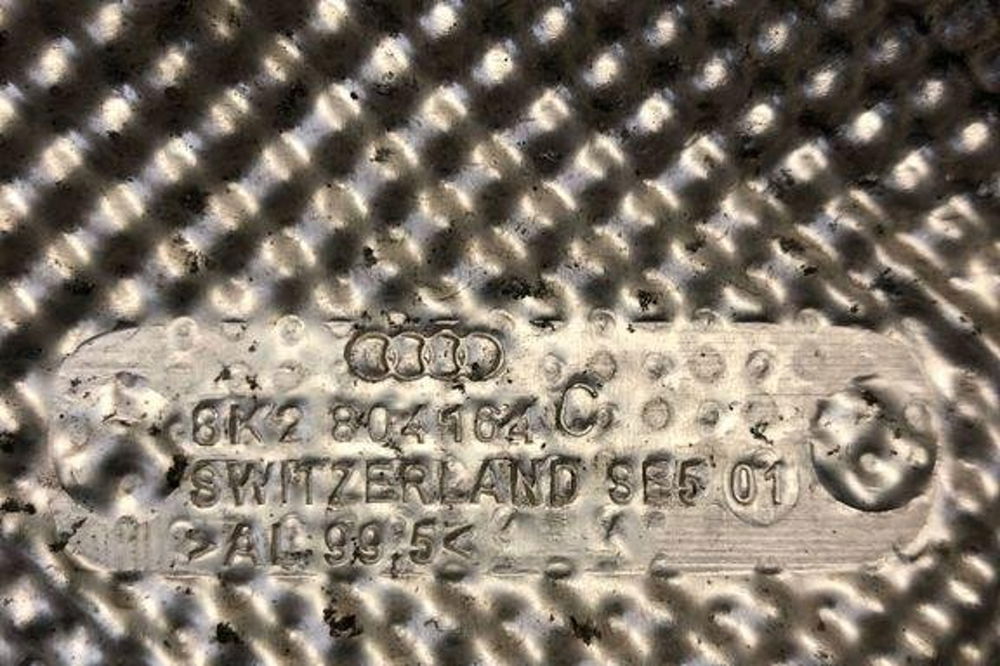 8K2 804 164 C
SWITZERLAND SE5 01
>AL 99.5<